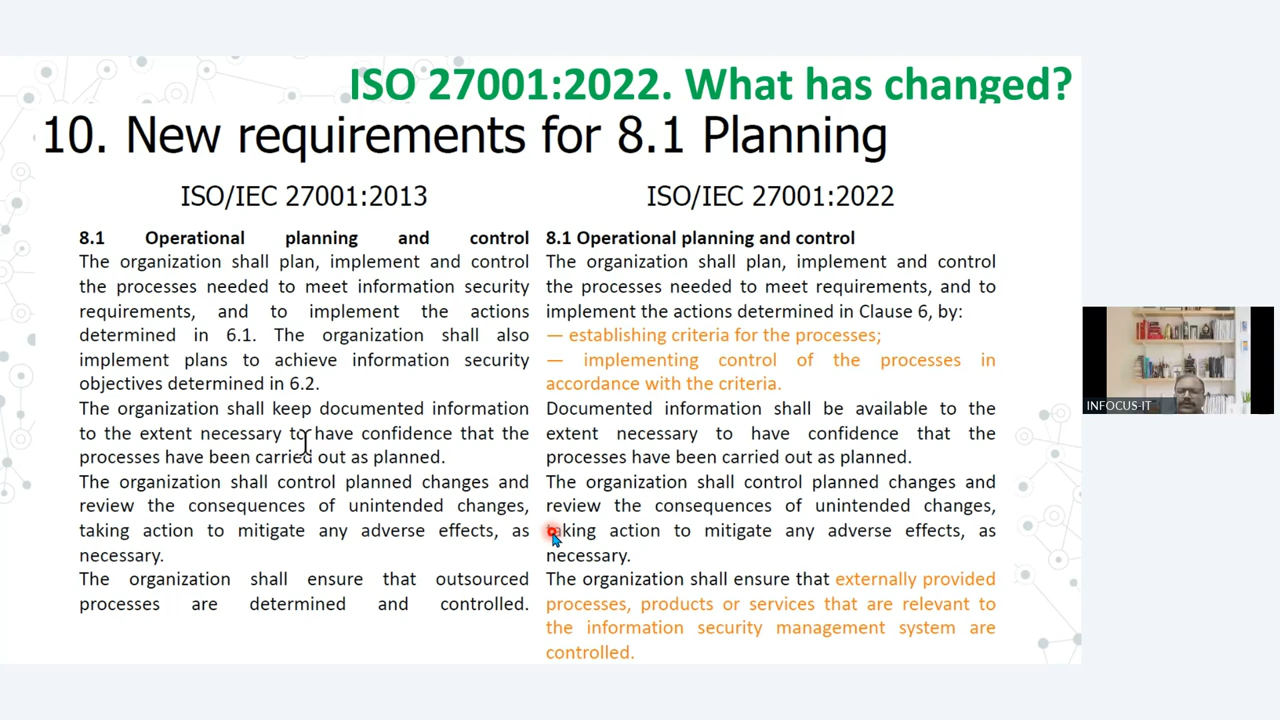 ISO 27001:2022. What has changed?
10. New requirements for 8.1 Planning
ISO/IEC 27001:2013
8.1 Operational planning and control
The organization shall plan, implement and control
the processes needed to meet information security
requirements, and to implement the actions
determined in 6.1. The organization shall also
implement plans to achieve information security
objectives determined in 6.2.
The organization shall keep documented information
to the extent necessary to have confidence that the
processes have been carried out as planned.
The organization shall control planned changes and
review the consequences of unintended changes,
taking action to mitigate any adverse effects, as
necessary.
The organization shall ensure that outsourced
processes are determined and controlled.
ISO/IEC 27001:2022
8.1 Operational planning and control
The organization shall plan, implement and control
the processes needed to meet requirements, and to
implement the actions determined in Clause 6, by:
— establishing criteria for the processes;
— implementing control of the processes in
accordance with the criteria.
Documented information shall be available to the
extent necessary to have confidence that the
processes have been carried out as planned.
The organization shall control planned changes and
review the consequences of unintended changes,
taking action to mitigate any adverse effects, as
necessary.
The organization shall ensure that externally provided
processes, products or services that are relevant to
the information security management system are
controlled.
INFOCUS-IT